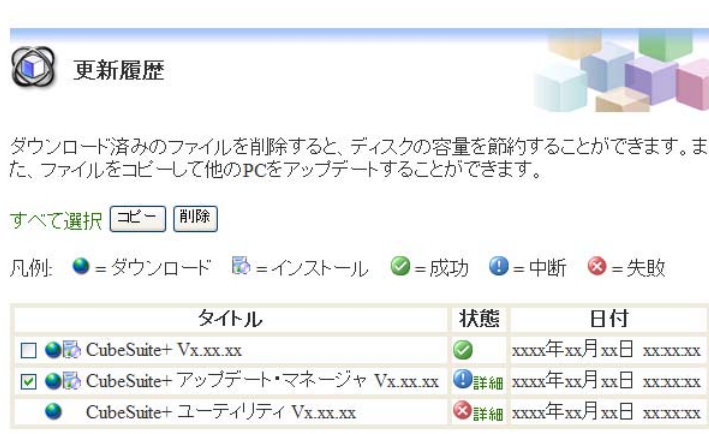 更新履歴
ダウンロード済みのファイルを削除すると、ディスクの容量を節約することができます。ま
た、ファイルをコピーして他のPCをアップデートすることができます。
すべて選択 コピー 削除
凡例: = ダウンロード = インストール = 成功 = 中断 = 失敗
タイトル 状態 日付
CubeSuite+ Vx.xx.xx xxxx年xx月xx日 xx:xx:xx
CubeSuite+ アップデート・マネージャ Vx.xx.xx 詳細 xxxx年xx月xx日 xx:xx:xx
CubeSuite+ ユーティリティ Vx.xx.xx 詳細 xxxx年xx月xx日 xx:xx:xx